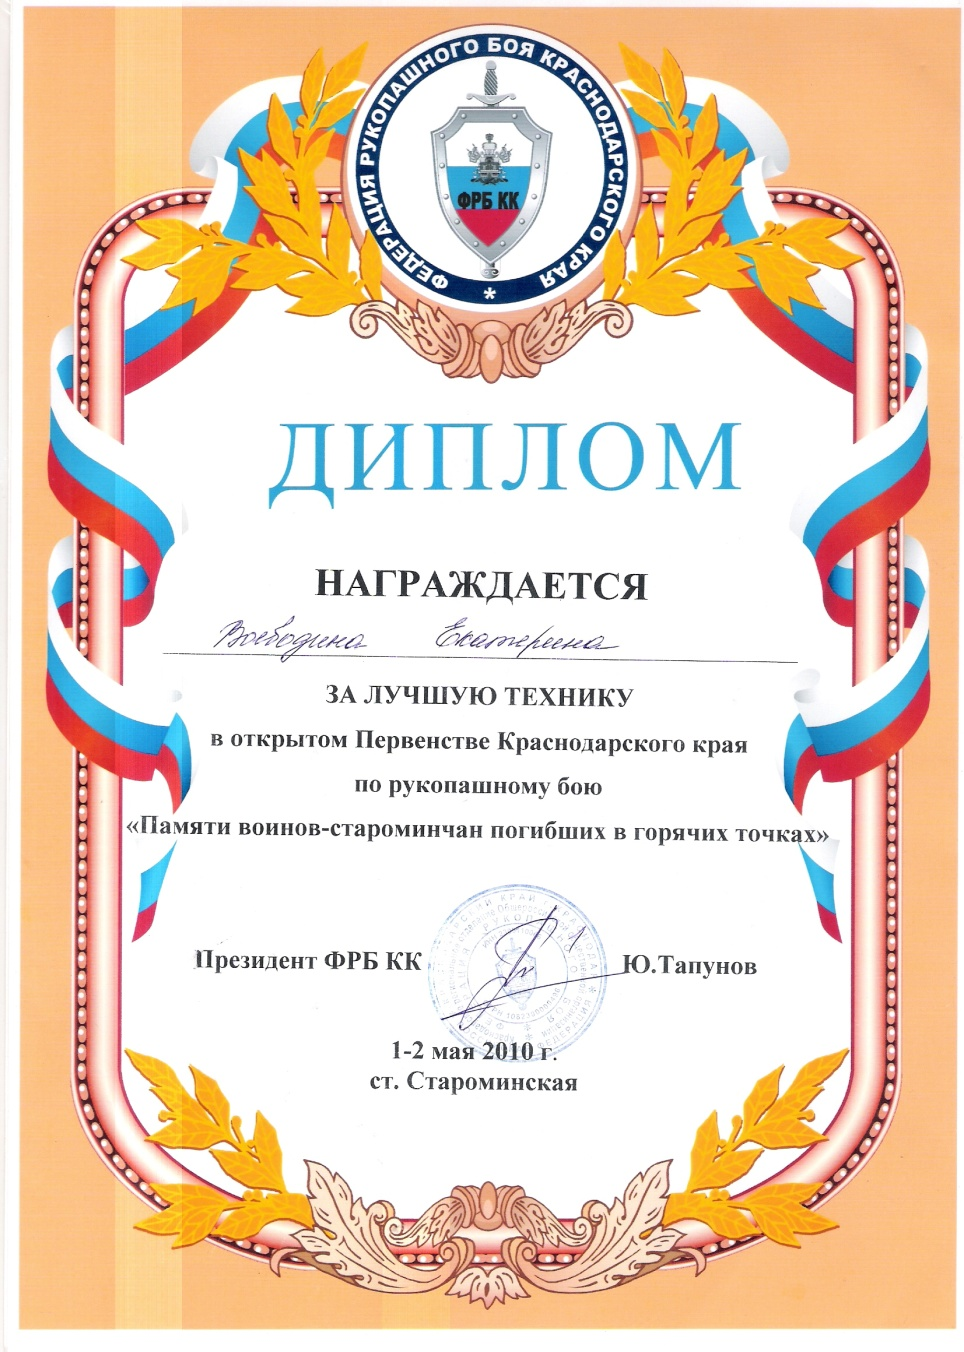 ФЕДЕРАЦИЯ РУКОПАШНОГО БОЯ КРАСНОДАРСКОГО КРАЯ *
ФРБ КК
ДИПЛОМ
НАГРАЖДАЕТСЯ
Воеводина Екатерина
ЗА ЛУЧШУЮ ТЕХНИКУ
в открытом Первенстве Краснодарского края
по рукопашному бою
«Памяти воинов-староминчан погибших в горячих точках»
Президент ФРБ КК Ю.Тапунов
1-2 мая 2010 г.
ст. Староминская